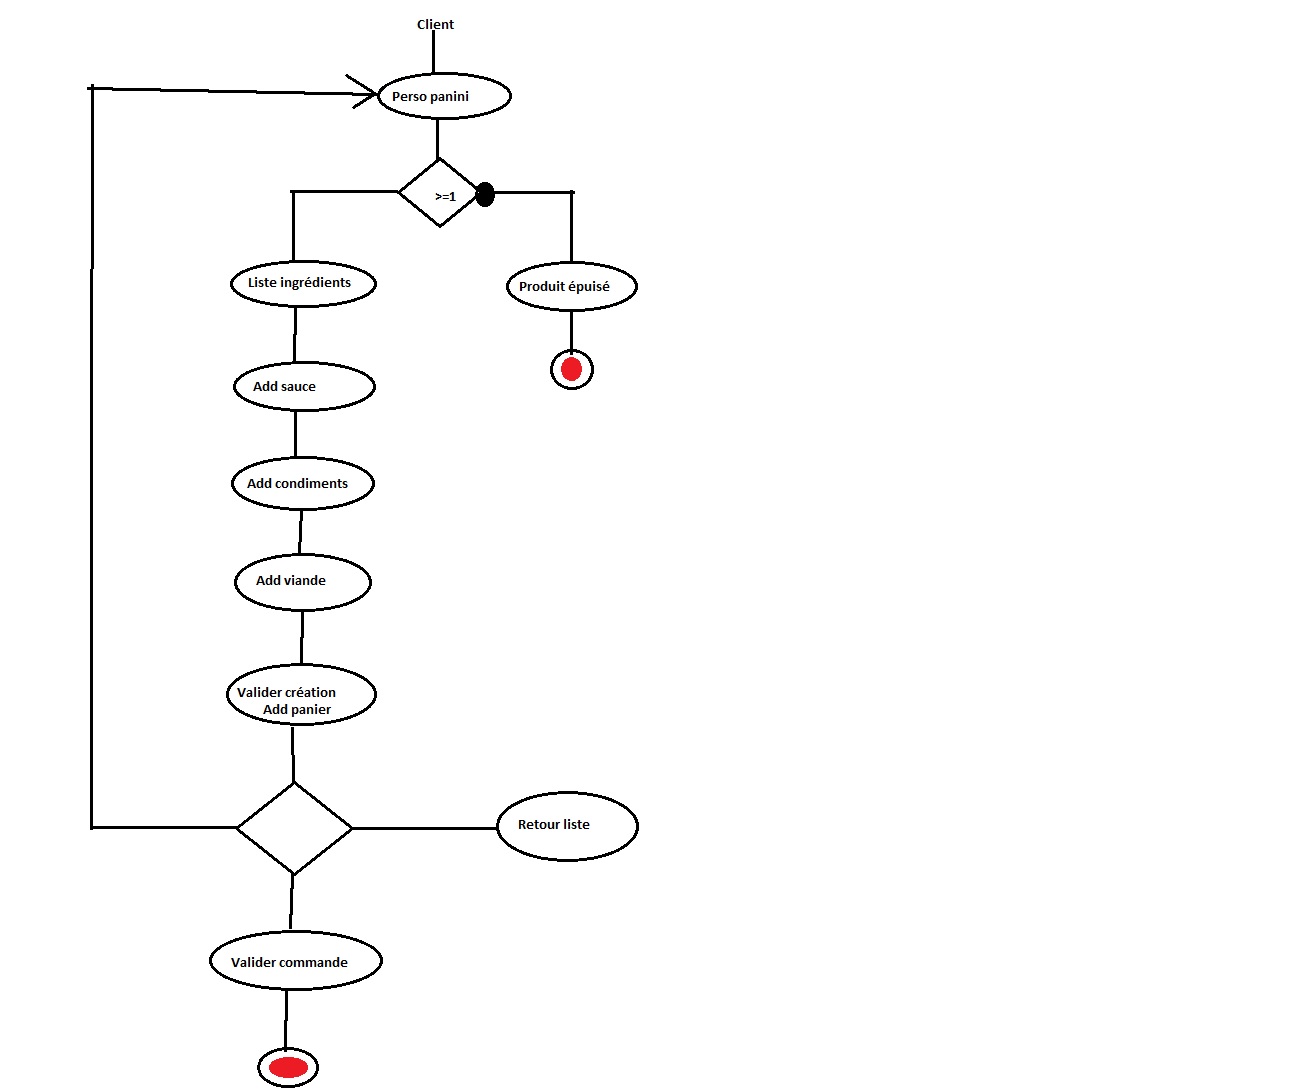 Client
Perso panini
>=1
Liste ingrédients
Produit épuisé
Add sauce
Add condiments
Add viande
Valider création
Add panier
Retour liste
Valider commande